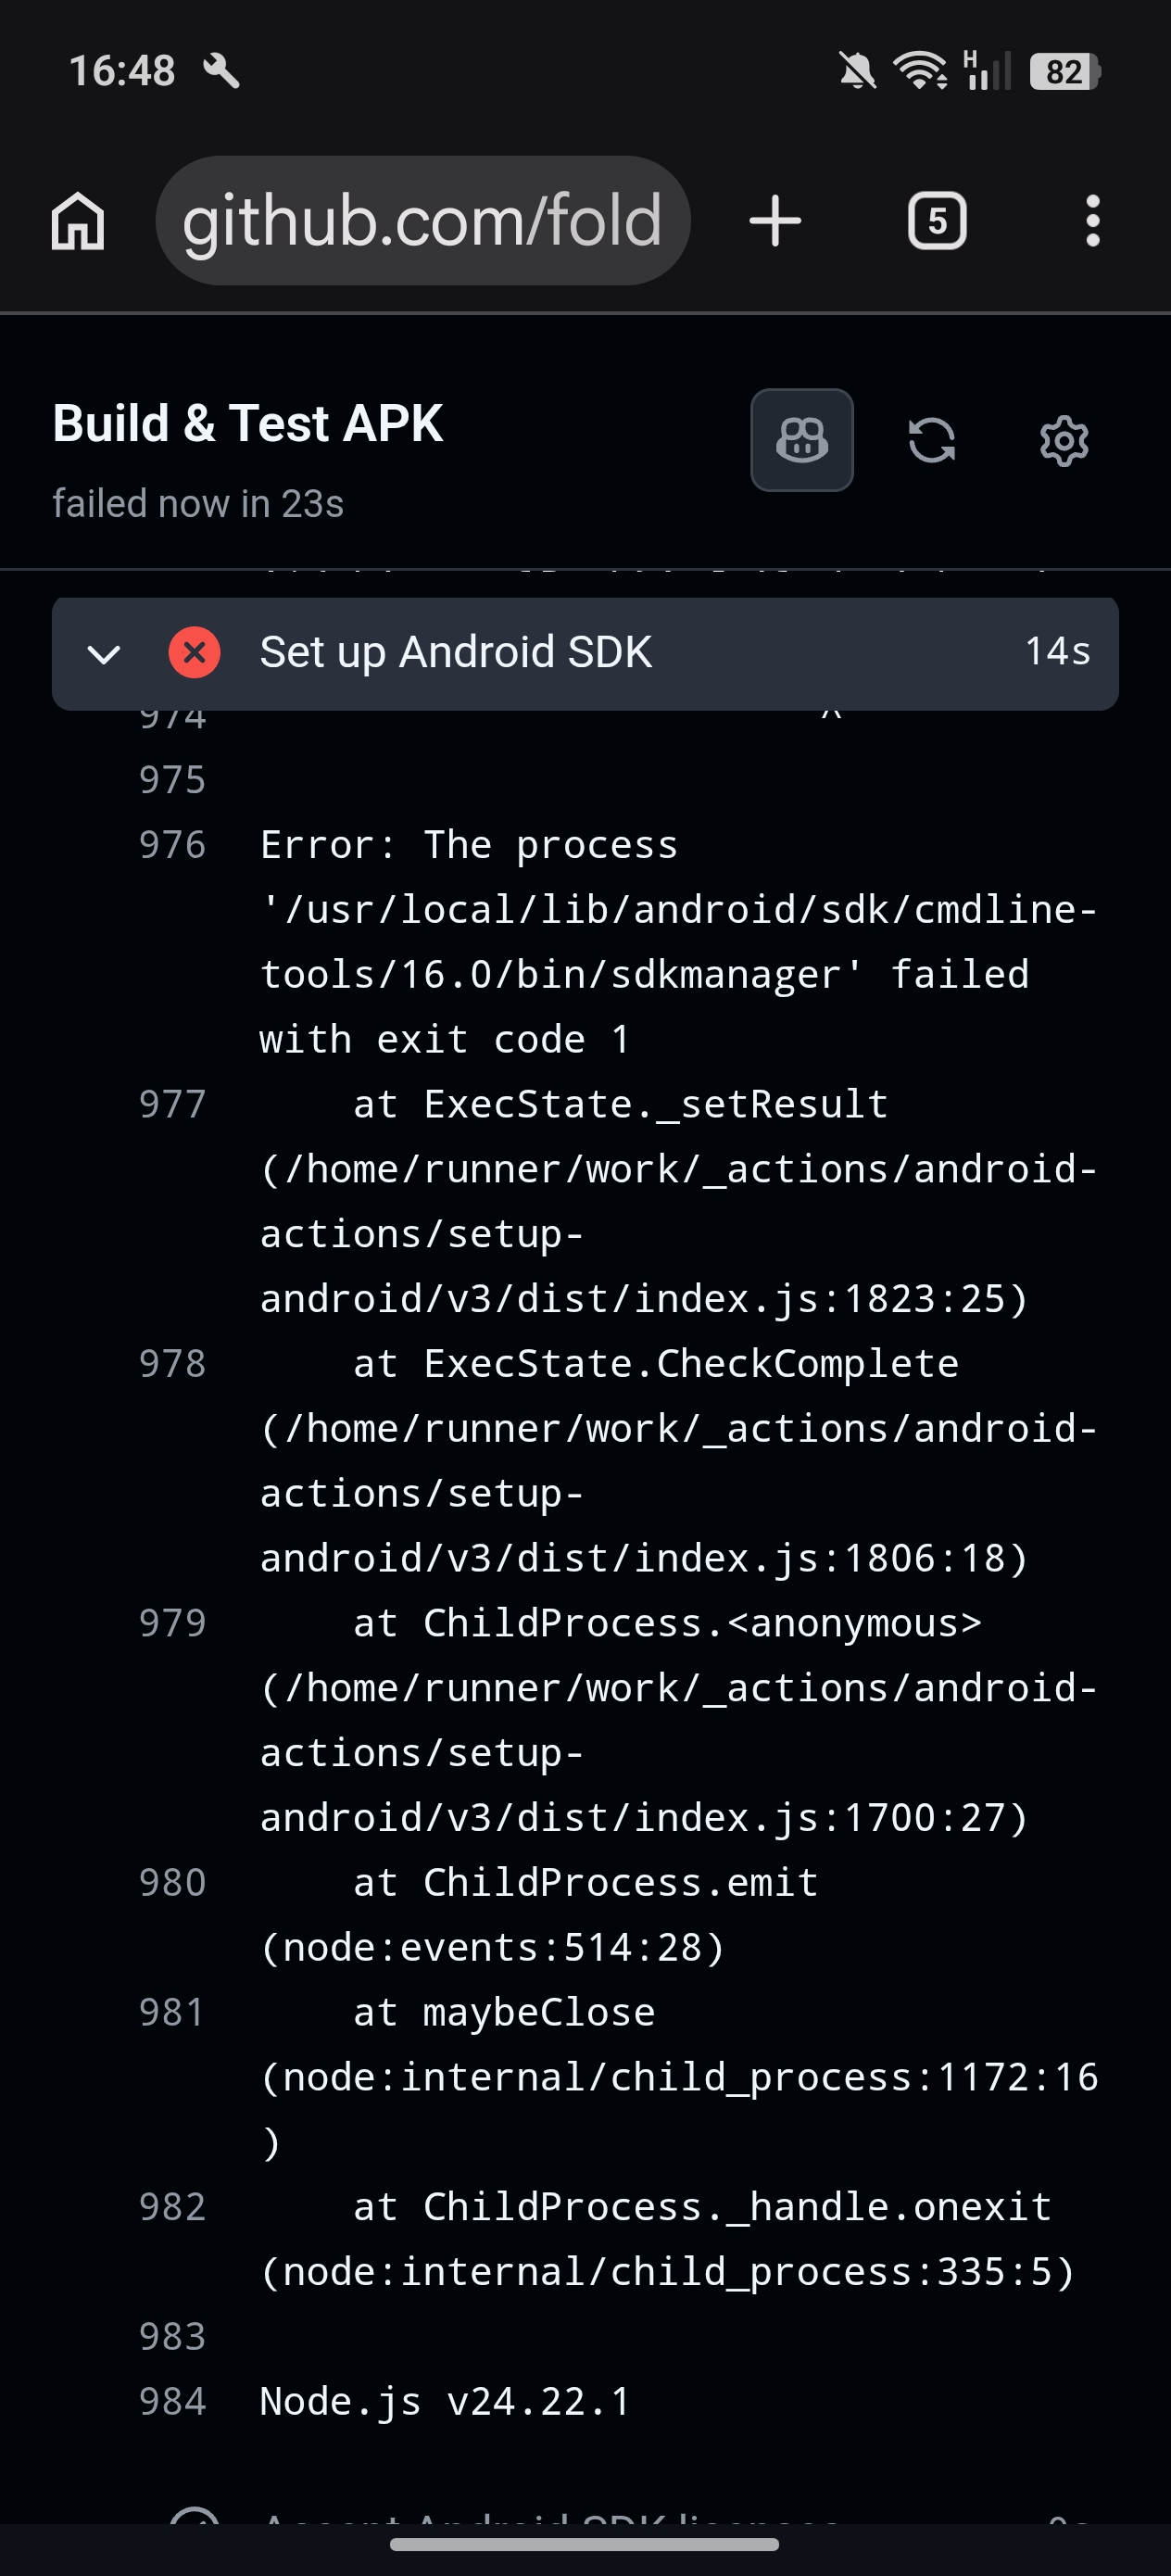 16:48
H
82
github.com/fold
5
Build & Test APK
failed now in 23s
Set up Android SDK 14s
974 ^
975
976 Error: The process
'/usr/local/lib/android/sdk/cmdline-
tools/16.0/bin/sdkmanager' failed
with exit code 1
977 at ExecState._setResult
(/home/runner/work/_actions/android-
actions/setup-
android/v3/dist/index.js:1823:25)
978 at ExecState.CheckComplete
(/home/runner/work/_actions/android-
actions/setup-
android/v3/dist/index.js:1806:18)
979 at ChildProcess.<anonymous>
(/home/runner/work/_actions/android-
actions/setup-
android/v3/dist/index.js:1700:27)
980 at ChildProcess.emit
(node:events:514:28)
981 at maybeClose
(node:internal/child_process:1172:16
)
982 at ChildProcess._handle.onexit
(node:internal/child_process:335:5)
983
984 Node.js v24.22.1
Accept Android SDK licenses 0s